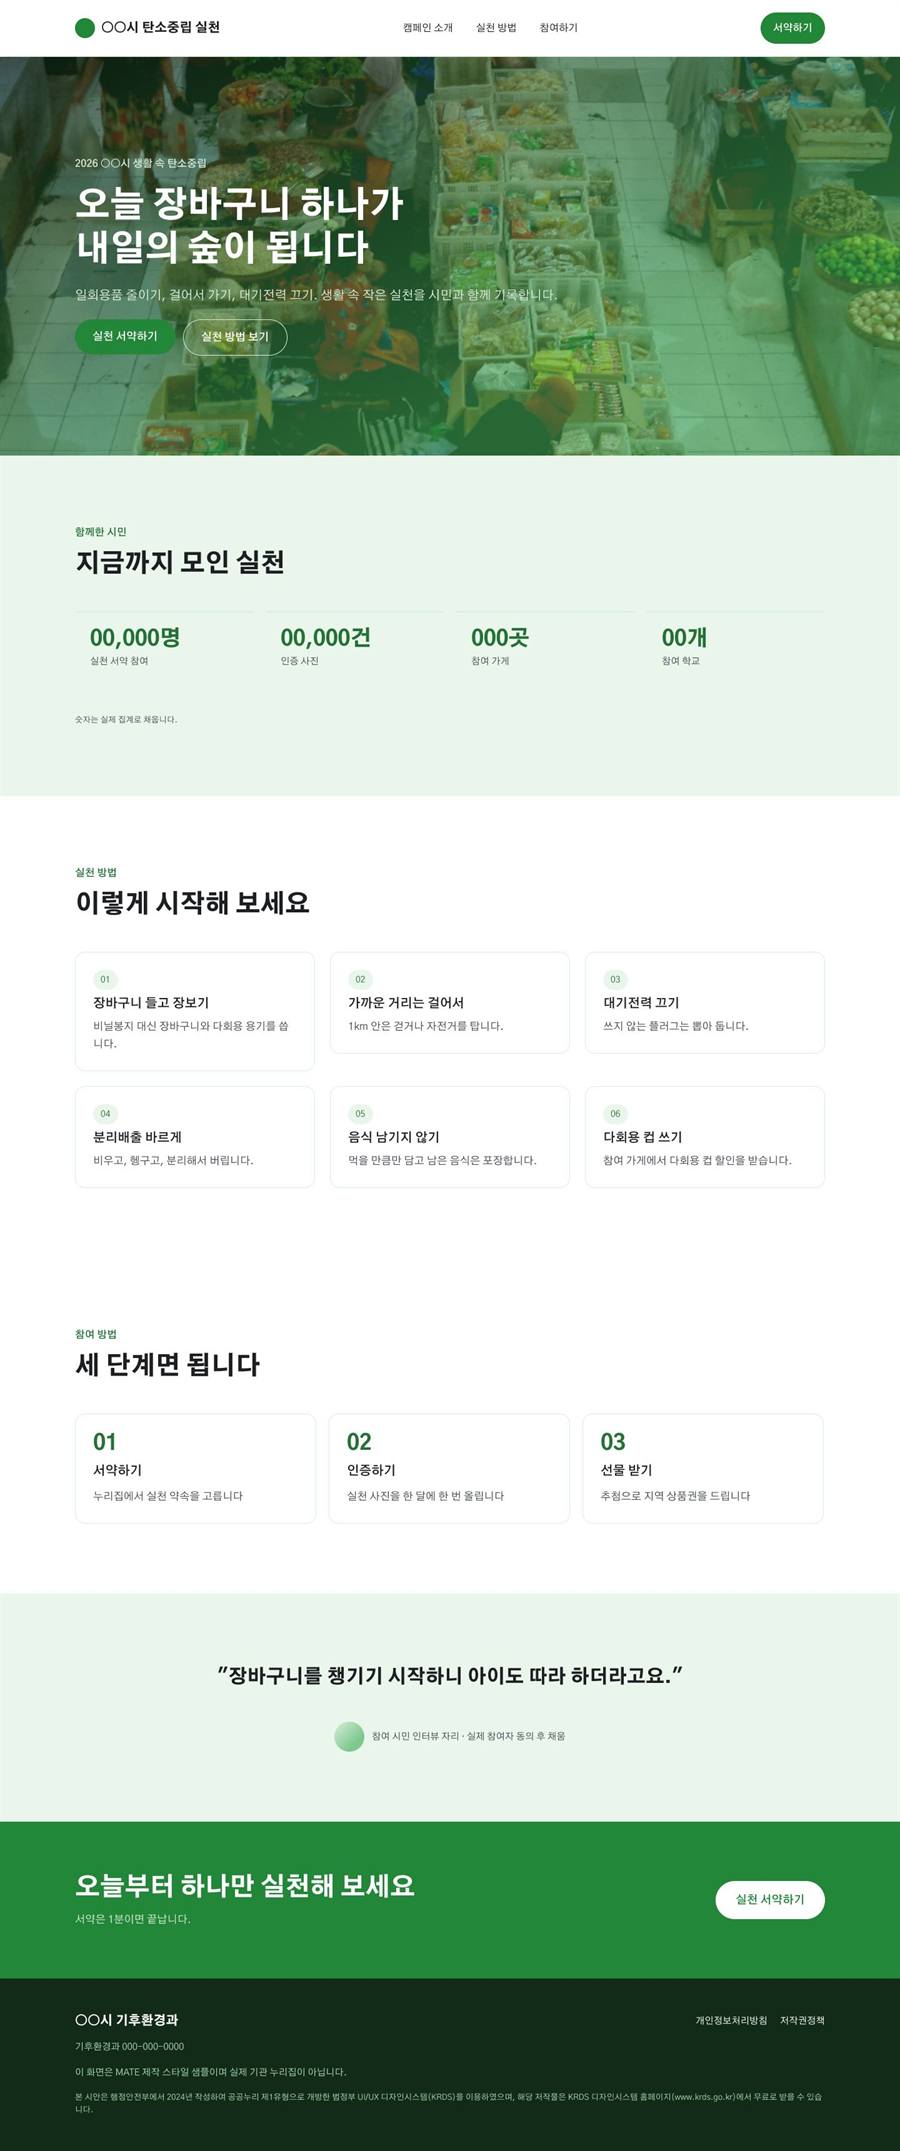 ○○시 탄소중립 실천
캠페인 소개
실천 방법
참여하기
서약하기
2026 ○○시 생활 속 탄소중립
오늘 장바구니 하나가
내일의 숲이 됩니다
일회용품 줄이기, 걸어서 가기, 대기전력 끄기. 생활 속 작은 실천을 시민과 함께 기록합니다.
실천 서약하기
실천 방법 보기
함께한 시민
지금까지 모인 실천
00,000명
실천 서약 참여
00,000건
인증 사진
000곳
참여 가게
00개
참여 학교
숫자는 실제 집계로 채웁니다.
실천 방법
이렇게 시작해 보세요
01
장바구니 들고 장보기
비닐봉지 대신 장바구니와 다회용 용기를 씁
니다.
02
가까운 거리는 걸어서
1km 안은 걷거나 자전거를 탑니다.
03
대기전력 끄기
쓰지 않는 플러그는 뽑아 둡니다.
04
분리배출 바르게
비우고, 헹구고, 분리해서 버립니다.
05
음식 남기지 않기
먹을 만큼만 담고 남은 음식은 포장합니다.
06
다회용 컵 쓰기
참여 가게에서 다회용 컵 할인을 받습니다.
참여 방법
세 단계면 됩니다
01
서약하기
누리집에서 실천 약속을 고릅니다
02
인증하기
실천 사진을 한 달에 한 번 올립니다
03
선물 받기
추첨으로 지역 상품권을 드립니다
"장바구니를 챙기기 시작하니 아이도 따라 하더라고요."
참여 시민 인터뷰 자리 · 실제 참여자 동의 후 채움
오늘부터 하나만 실천해 보세요
서약은 1분이면 끝납니다.
실천 서약하기
○○시 기후환경과
개인정보처리방침
저작권정책
기후환경과 000-000-0000
이 화면은 MATE 제작 스타일 샘플이며 실제 기관 누리집이 아닙니다.
본 시안은 행정안전부에서 2024년 작성하여 공공누리 제1유형으로 개방한 범정부 UI/UX 디자인시스템(KRDS)을 이용하였으며, 해당 저작물은 KRDS 디자인시스템 홈페이지(www.krds.go.kr)에서 무료로 받을 수 있습
니다.